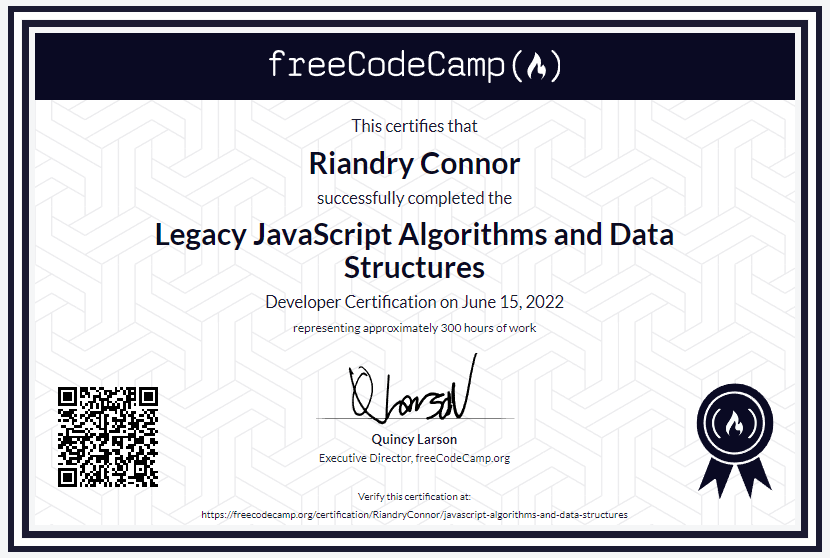 freeCodeCamp(🔥)
This certifies that
Riandry Connor
successfully completed the
Legacy JavaScript Algorithms and Data
Structures
Developer Certification on June 15, 2022
representing approximately 300 hours of work
QLarson
Quincy Larson
Executive Director, freeCodeCamp.org
Verify this certification at:
https://freecodecamp.org/certification/RiandryConnor/javascript-algorithms-and-data-structures